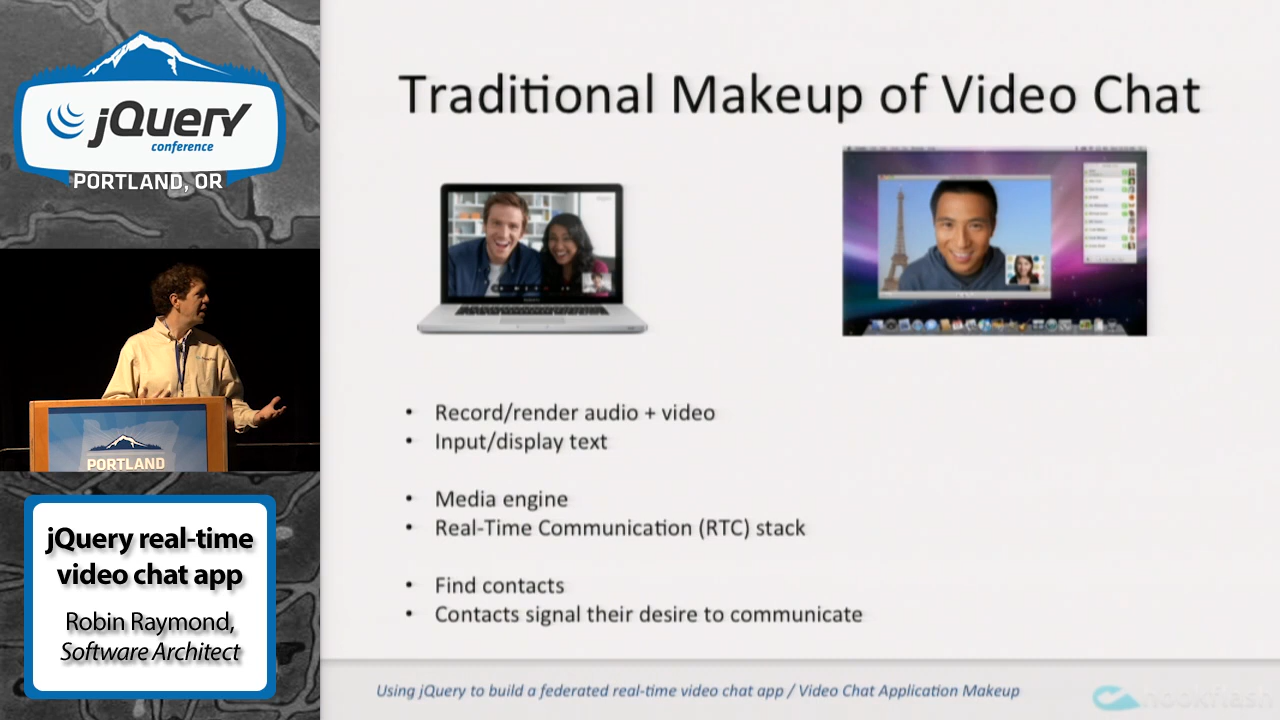 jQuery
conference
PORTLAND, OR
PORTLAND
jQuery real-time
video chat app
Robin Raymond,
Software Architect
Traditional Makeup of Video Chat
• Record/render audio + video
• Input/display text
• Media engine
• Real-Time Communication (RTC) stack
• Find contacts
• Contacts signal their desire to communicate
Using jQuery to build a federated real-time video chat app / Video Chat Application Makeup
hookflash